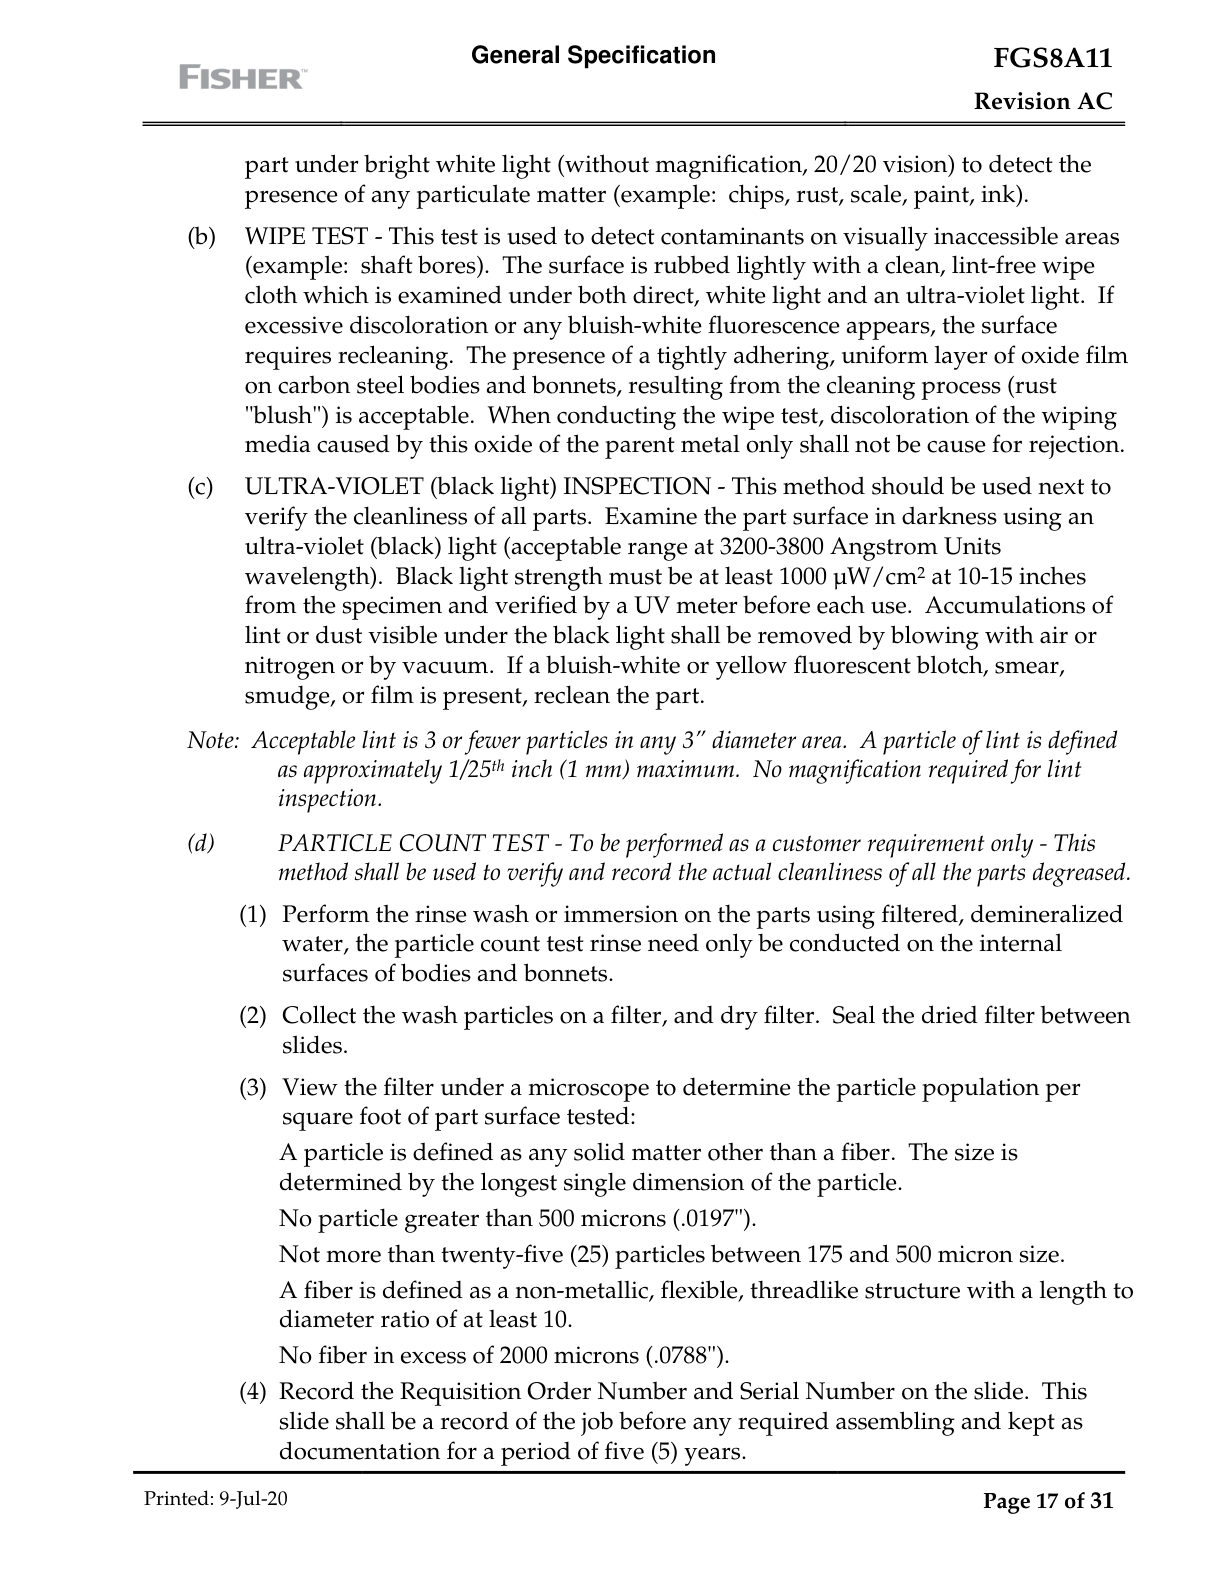 General Specification
FGS8A11
FISHER™
Revision AC
part under bright white light (without magnification, 20/20 vision) to detect the
presence of any particulate matter (example:  chips, rust, scale, paint, ink).
(b) WIPE TEST - This test is used to detect contaminants on visually inaccessible areas
(example:  shaft bores).  The surface is rubbed lightly with a clean, lint-free wipe
cloth which is examined under both direct, white light and an ultra-violet light.  If
excessive discoloration or any bluish-white fluorescence appears, the surface
requires recleaning.  The presence of a tightly adhering, uniform layer of oxide film
on carbon steel bodies and bonnets, resulting from the cleaning process (rust
"blush") is acceptable.  When conducting the wipe test, discoloration of the wiping
media caused by this oxide of the parent metal only shall not be cause for rejection.
(c) ULTRA-VIOLET (black light) INSPECTION - This method should be used next to
verify the cleanliness of all parts.  Examine the part surface in darkness using an
ultra-violet (black) light (acceptable range at 3200-3800 Angstrom Units
wavelength).  Black light strength must be at least 1000 µW/cm² at 10-15 inches
from the specimen and verified by a UV meter before each use.  Accumulations of
lint or dust visible under the black light shall be removed by blowing with air or
nitrogen or by vacuum.  If a bluish-white or yellow fluorescent blotch, smear,
smudge, or film is present, reclean the part.
Note:  Acceptable lint is 3 or fewer particles in any 3″ diameter area.  A particle of lint is defined
as approximately 1/25th inch (1 mm) maximum.  No magnification required for lint
inspection.
(d) PARTICLE COUNT TEST - To be performed as a customer requirement only - This
method shall be used to verify and record the actual cleanliness of all the parts degreased.
(1) Perform the rinse wash or immersion on the parts using filtered, demineralized
water, the particle count test rinse need only be conducted on the internal
surfaces of bodies and bonnets.
(2) Collect the wash particles on a filter, and dry filter.  Seal the dried filter between
slides.
(3) View the filter under a microscope to determine the particle population per
square foot of part surface tested:
A particle is defined as any solid matter other than a fiber.  The size is
determined by the longest single dimension of the particle.
No particle greater than 500 microns (.0197").
Not more than twenty-five (25) particles between 175 and 500 micron size.
A fiber is defined as a non-metallic, flexible, threadlike structure with a length to
diameter ratio of at least 10.
No fiber in excess of 2000 microns (.0788").
(4) Record the Requisition Order Number and Serial Number on the slide.  This
slide shall be a record of the job before any required assembling and kept as
documentation for a period of five (5) years.
Printed: 9-Jul-20
Page 17 of 31